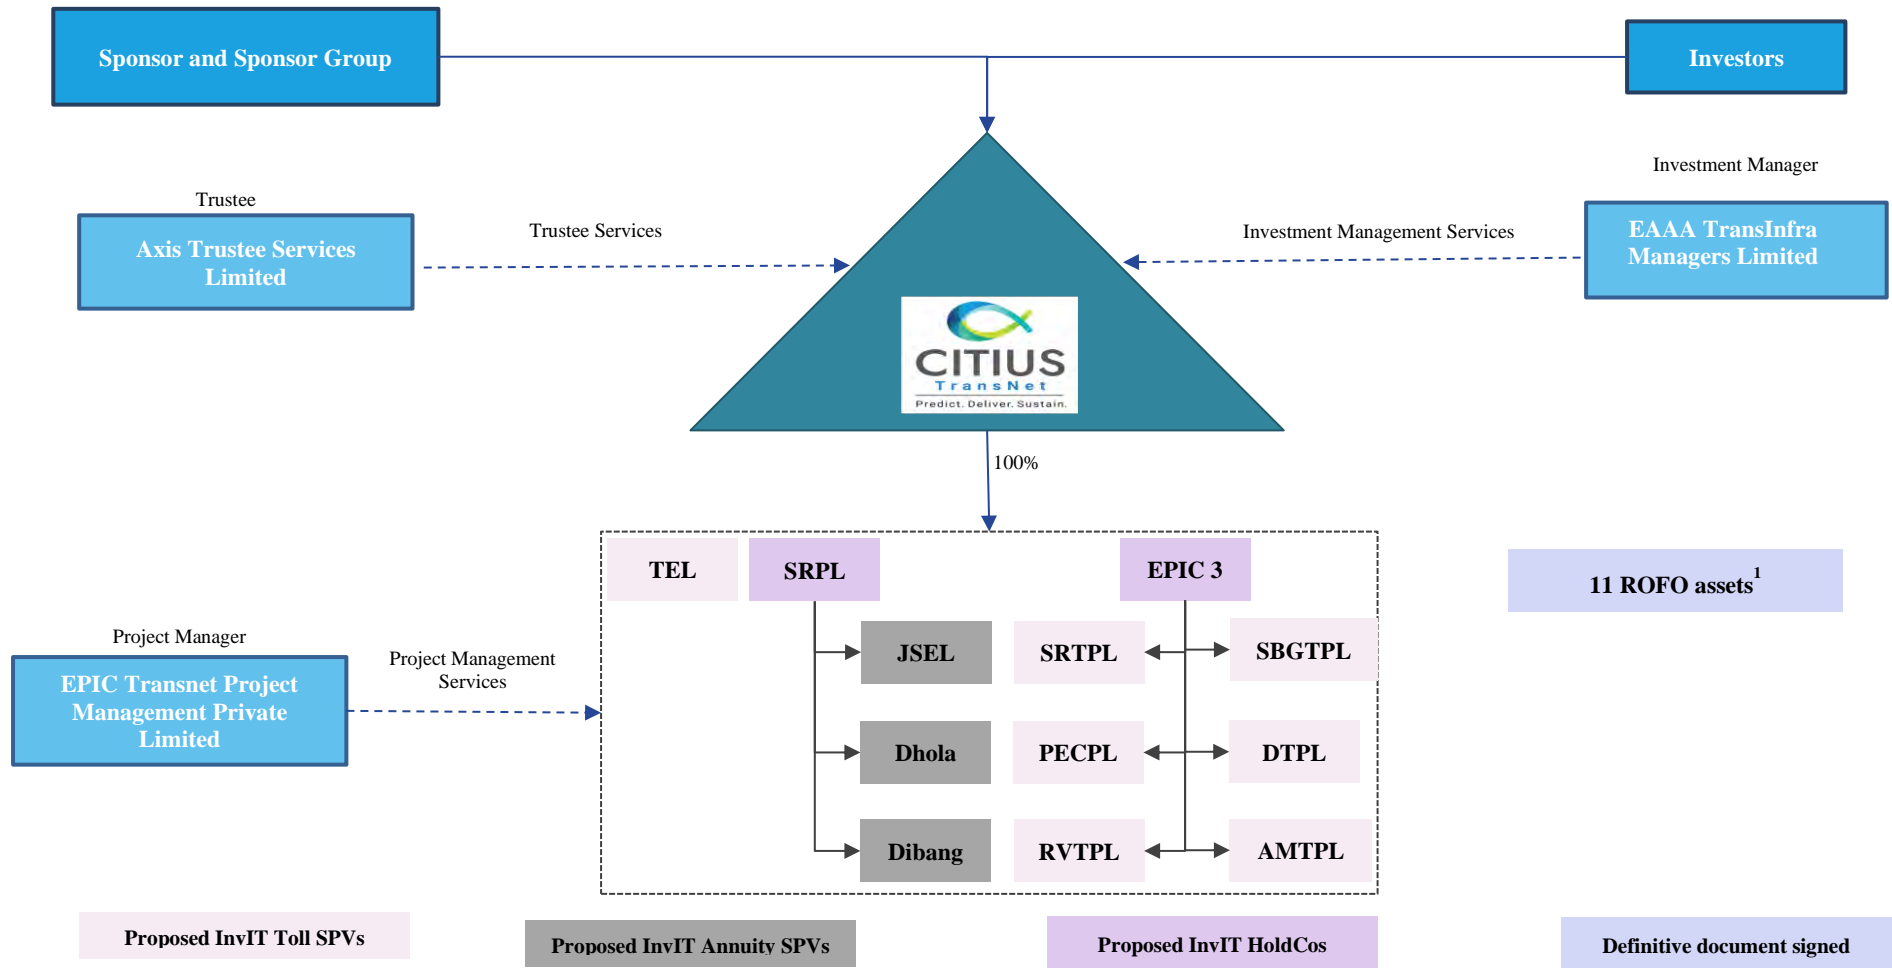 Sponsor and Sponsor Group
Investors
Investment Manager
Trustee
Axis Trustee Services
Limited
Trustee Services
Investment Management Services
EAAA TransInfra
Managers Limited
CITIUS
TransNet
Predict. Deliver. Sustain.
100%
TEL
SRPL
EPIC 3
11 ROFO assets1
Project Manager
EPIC Transnet Project
Management Private
Limited
Project Management
Services
JSEL
SRTPL
SBGTPL
Dhola
PECPL
DTPL
Dibang
RVTPL
AMTPL
Proposed InvIT Toll SPVs
Proposed InvIT Annuity SPVs
Proposed InvIT HoldCos
Definitive document signed